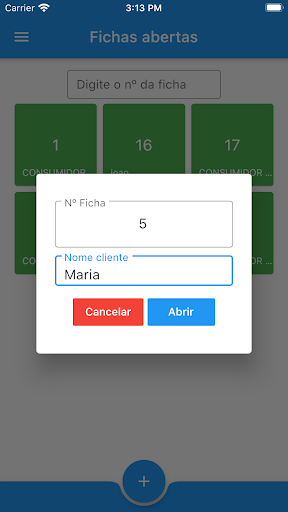 Carrier 3:13 PM
Fichas abertas
Digite o nº da ficha
1 16 17
CONSUMIDOR joao CONSUMIDOR ...
Nº Ficha
5
Nome cliente
Maria
Cancelar Abrir
+